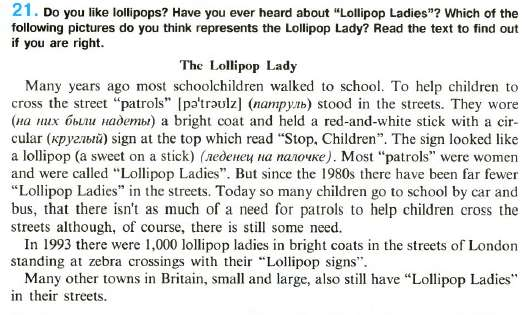 21. Do you like lollipops? Have you ever heard about “Lollipop Ladies”? Which of the
following pictures do you think represents the Lollipop Lady? Read the text to find out
if you are right.
The Lollipop Lady
Many years ago most schoolchildren walked to school. To help children to
cross the street “patrols” [pə'trəulz] (патруль) stood in the streets. They wore
(на них были надеты) a bright coat and held a red-and-white stick with a cir-
cular (круглый) sign at the top which read “Stop, Children”. The sign looked like
a lollipop (a sweet on a stick) (леденец на палочке). Most “patrols” were women
and were called “Lollipop Ladies”. But since the 1980s there have been far fewer
“Lollipop Ladies” in the streets. Today so many children go to school by car and
bus, that there isn't as much of a need for patrols to help children cross the
streets although, of course, there is still some need.
In 1993 there were 1,000 lollipop ladies in bright coats in the streets of London
standing at zebra crossings with their “Lollipop signs”.
Many other towns in Britain, small and large, also still have “Lollipop Ladies”
in their streets.